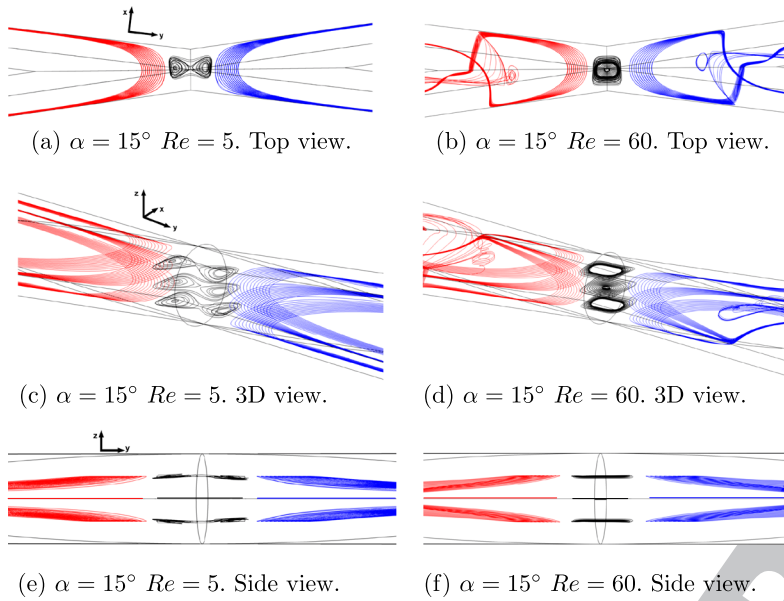 x
y
(a) α = 15° Re = 5. Top view.
(b) α = 15° Re = 60. Top view.
z
x
y
(c) α = 15° Re = 5. 3D view.
(d) α = 15° Re = 60. 3D view.
z
y
(e) α = 15° Re = 5. Side view.
(f) α = 15° Re = 60. Side view.